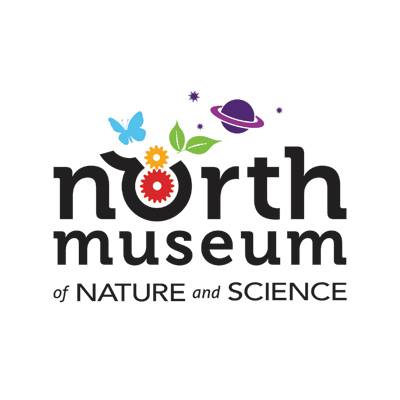 north
museum
of NATURE and SCIENCE